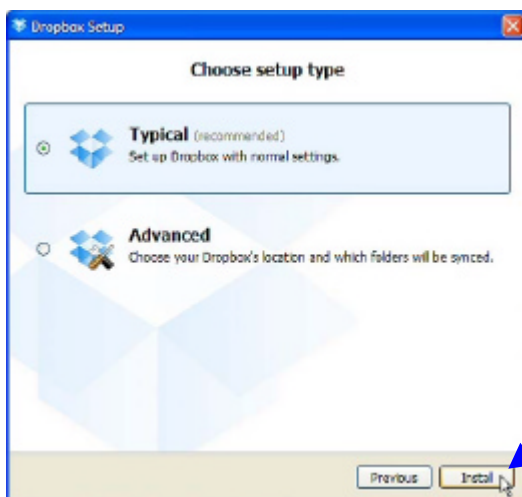 Dropbox Setup
Choose setup type
Typical (recommended)
Set up Dropbox with normal settings.
Advanced
Choose your Dropbox's location and which folders will be synced.
Previous Install